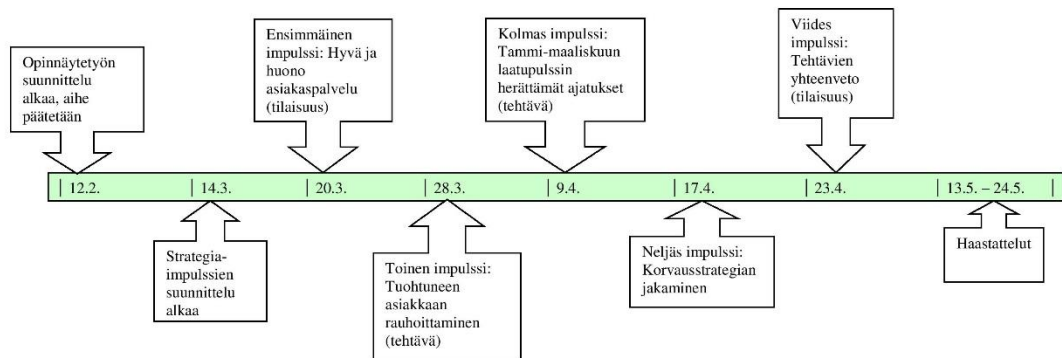 Opinnäytetyön
suunnittelu
alkaa, aihe
päätetään
Ensimmäinen
impulssi: Hyvä ja
huono
asiakaspalvelu
(tilaisuus)
Kolmas impulssi:
Tammi-maaliskuun
laatupulssin
herättämät ajatukset
(tehtävä)
Viides
impulssi:
Tehtävien
yhteenveto
(tilaisuus)
| 12.2. | 14.3. | 20.3. | 28.3. | 9.4. | 17.4. | 23.4. | 13.5. – 24.5. |
Strategia-
impulssien
suunnittelu
alkaa
Toinen impulssi:
Tuohtuneen
asiakkaan
rauhoittaminen
(tehtävä)
Neljäs impulssi:
Korvausstrategian
jakaminen
Haastattelut